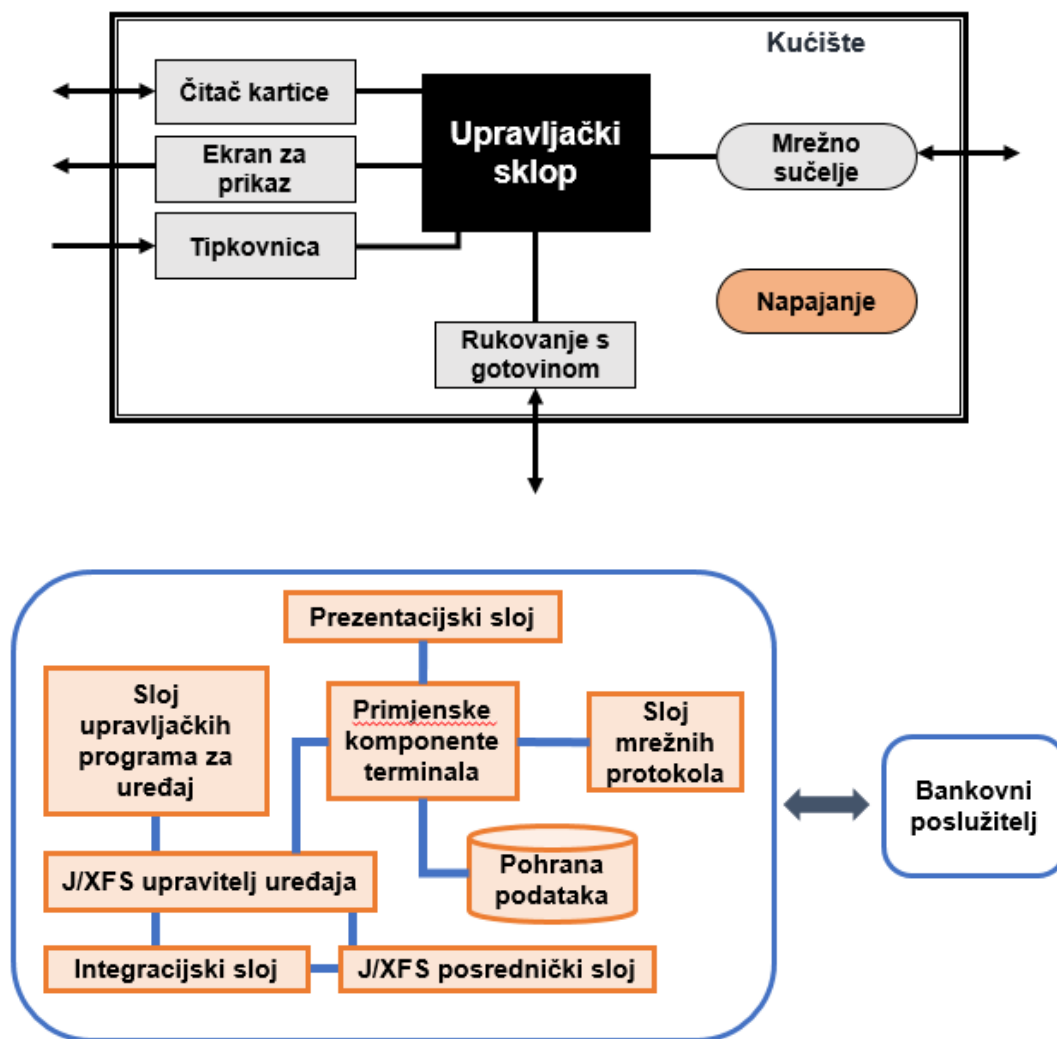 Kućište
Čitač kartice
Ekran za
prikaz
Tipkovnica
Upravljački
sklop
Mrežno
sučelje
Napajanje
Rukovanje s
gotovinom
Prezentacijski sloj
Sloj
upravljačkih
programa za
uređaj
Primjenske
komponente
terminala
Sloj
mrežnih
protokola
Bankovni
poslužitelj
J/XFS upravitelj uređaja
Pohrana
podataka
Integracijski sloj
J/XFS posrednički sloj